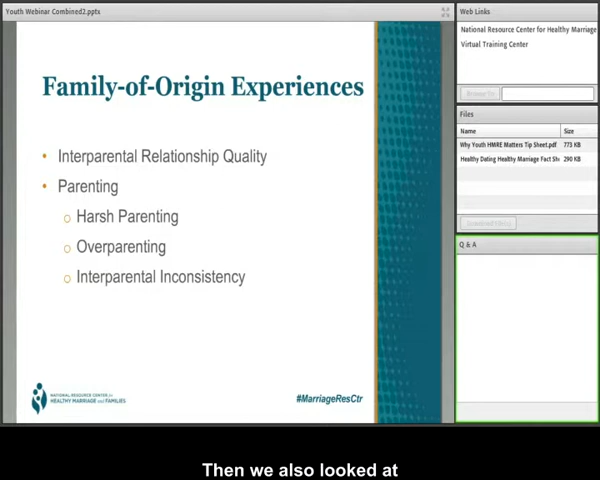 Youth Webinar Combined2.ppts
Family-of-Origin Experiences
• Interparental Relationship Quality
• Parenting
o Harsh Parenting
o Overparenting
o Interparental Inconsistency
NATIONAL RESOURCE CENTER for
HEALTHY MARRIAGE and FAMILIES
#MarriageResCtr
Web Links
National Resource Center for Healthy Marriage
Virtual Training Center
Browse To
Files
Name Size
Why Youth HMRE Matters Tip Sheet.pdf 773 KB
Healthy Dating Healthy Marriage Fact She 290 KB
Q & A
Then we also looked at